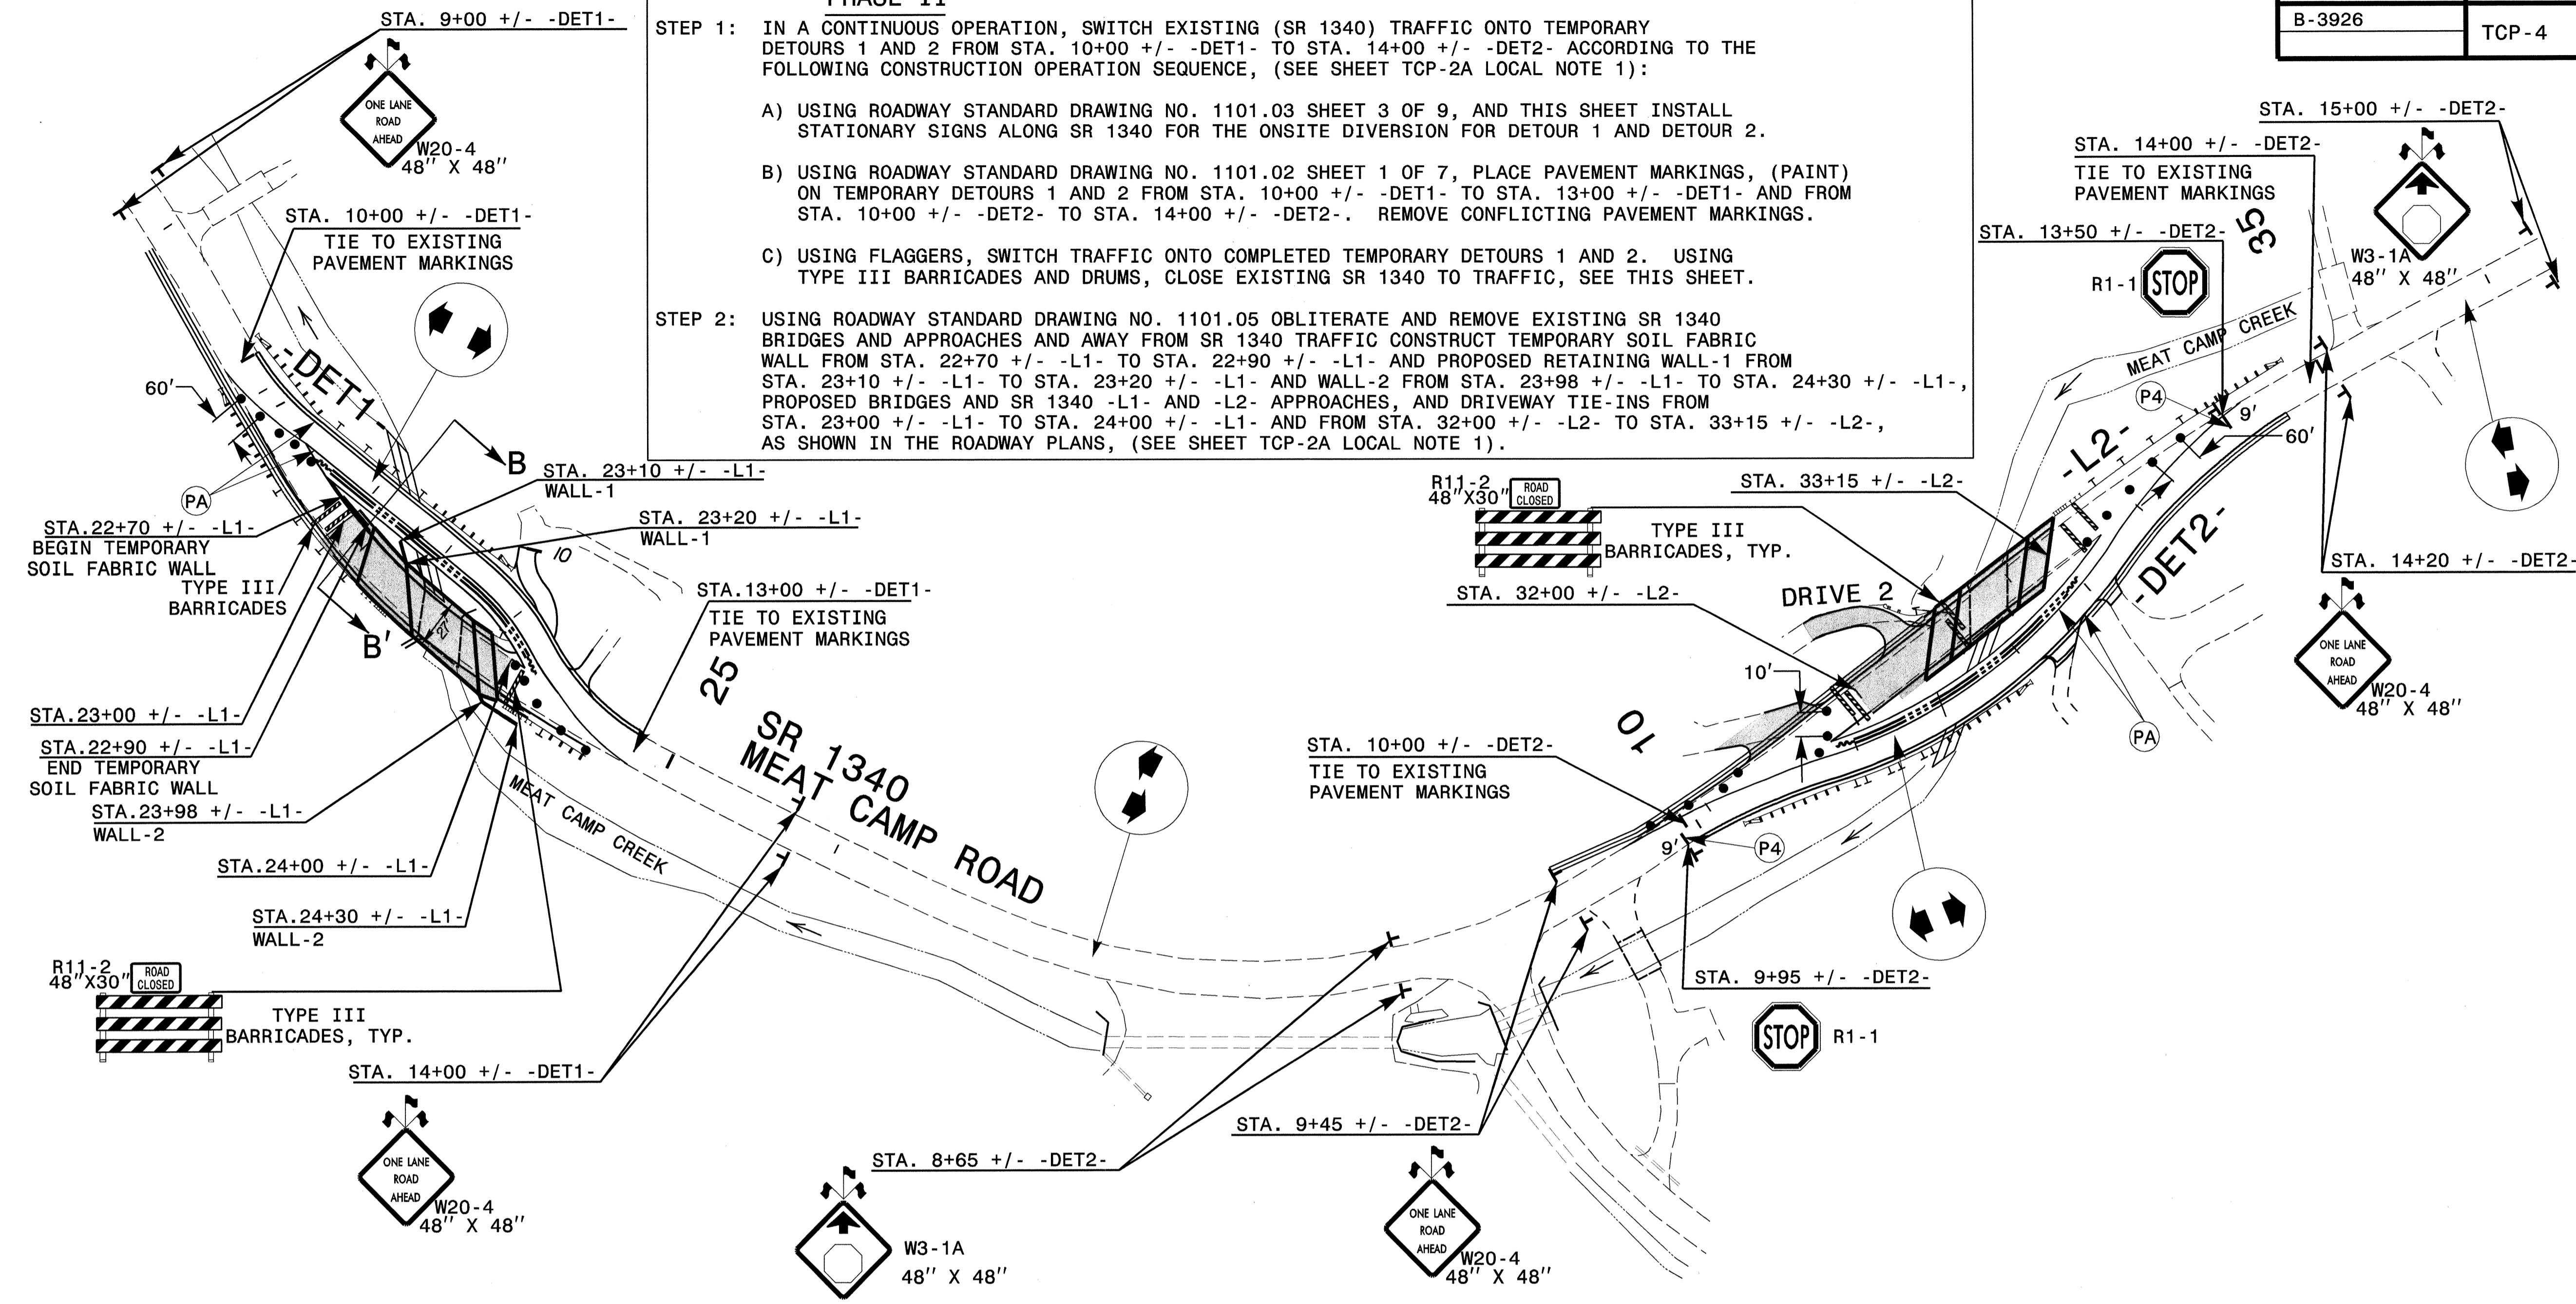 PHASE II
STEP 1: IN A CONTINUOUS OPERATION, SWITCH EXISTING (SR 1340) TRAFFIC ONTO TEMPORARY
DETOURS 1 AND 2 FROM STA. 10+00 +/- -DET1- TO STA. 14+00 +/- -DET2- ACCORDING TO THE
FOLLOWING CONSTRUCTION OPERATION SEQUENCE, (SEE SHEET TCP-2A LOCAL NOTE 1):
A) USING ROADWAY STANDARD DRAWING NO. 1101.03 SHEET 3 OF 9, AND THIS SHEET INSTALL
STATIONARY SIGNS ALONG SR 1340 FOR THE ONSITE DIVERSION FOR DETOUR 1 AND DETOUR 2.
B) USING ROADWAY STANDARD DRAWING NO. 1101.02 SHEET 1 OF 7, PLACE PAVEMENT MARKINGS, (PAINT)
ON TEMPORARY DETOURS 1 AND 2 FROM STA. 10+00 +/- -DET1- TO STA. 13+00 +/- -DET1- AND FROM
STA. 10+00 +/- -DET2- TO STA. 14+00 +/- -DET2-. REMOVE CONFLICTING PAVEMENT MARKINGS.
C) USING FLAGGERS, SWITCH TRAFFIC ONTO COMPLETED TEMPORARY DETOURS 1 AND 2. USING
TYPE III BARRICADES AND DRUMS, CLOSE EXISTING SR 1340 TO TRAFFIC, SEE THIS SHEET.
STEP 2: USING ROADWAY STANDARD DRAWING NO. 1101.05 OBLITERATE AND REMOVE EXISTING SR 1340
BRIDGES AND APPROACHES AND AWAY FROM SR 1340 TRAFFIC CONSTRUCT TEMPORARY SOIL FABRIC
WALL FROM STA. 22+70 +/- -L1- TO STA. 22+90 +/- -L1- AND PROPOSED RETAINING WALL-1 FROM
STA. 23+10 +/- -L1- TO STA. 23+20 +/- -L1- AND WALL-2 FROM STA. 23+98 +/- -L1- TO STA. 24+30 +/- -L1-,
PROPOSED BRIDGES AND SR 1340 -L1- AND -L2- APPROACHES, AND DRIVEWAY TIE-INS FROM
STA. 23+00 +/- -L1- TO STA. 24+00 +/- -L1- AND FROM STA. 32+00 +/- -L2- TO STA. 33+15 +/- -L2-,
AS SHOWN IN THE ROADWAY PLANS, (SEE SHEET TCP-2A LOCAL NOTE 1).
B-3926
TCP-4
STA. 9+00 +/- -DET1-
ONE LANE
ROAD
AHEAD
W20-4
48" X 48"
STA. 10+00 +/- -DET1-
TIE TO EXISTING
PAVEMENT MARKINGS
-DET1-
60'
PA
B
STA. 23+10 +/- -L1-
WALL-1
STA. 23+20 +/- -L1-
WALL-1
10
STA.22+70 +/- -L1-
BEGIN TEMPORARY
SOIL FABRIC WALL
TYPE III
BARRICADES
B'
27'
STA.13+00 +/- -DET1-
TIE TO EXISTING
PAVEMENT MARKINGS
25
STA.23+00 +/- -L1-
STA.22+90 +/- -L1-
END TEMPORARY
SOIL FABRIC WALL
STA.23+98 +/- -L1-
WALL-2
STA.24+00 +/- -L1-
STA.24+30 +/- -L1-
WALL-2
SR 1340
MEAT CAMP ROAD
MEAT CAMP CREEK
R11-2
48"X30"
ROAD
CLOSED
TYPE III
BARRICADES, TYP.
STA. 14+00 +/- -DET1-
ONE LANE
ROAD
AHEAD
W20-4
48" X 48"
STA. 8+65 +/- -DET2-
W3-1A
48" X 48"
STA. 9+45 +/- -DET2-
ONE LANE
ROAD
AHEAD
W20-4
48" X 48"
STA. 9+95 +/- -DET2-
STOP
R1-1
9'
P4
STA. 10+00 +/- -DET2-
TIE TO EXISTING
PAVEMENT MARKINGS
10
10'
DRIVE 2
STA. 32+00 +/- -L2-
R11-2
48"X30"
ROAD
CLOSED
TYPE III
BARRICADES, TYP.
STA. 33+15 +/- -L2-
-L2-
-DET2-
PA
60'
9'
P4
MEAT CAMP CREEK
35
STA. 13+50 +/- -DET2-
R1-1
STOP
STA. 14+00 +/- -DET2-
TIE TO EXISTING
PAVEMENT MARKINGS
STA. 15+00 +/- -DET2-
W3-1A
48" X 48"
STA. 14+20 +/- -DET2-
ONE LANE
ROAD
AHEAD
W20-4
48" X 48"